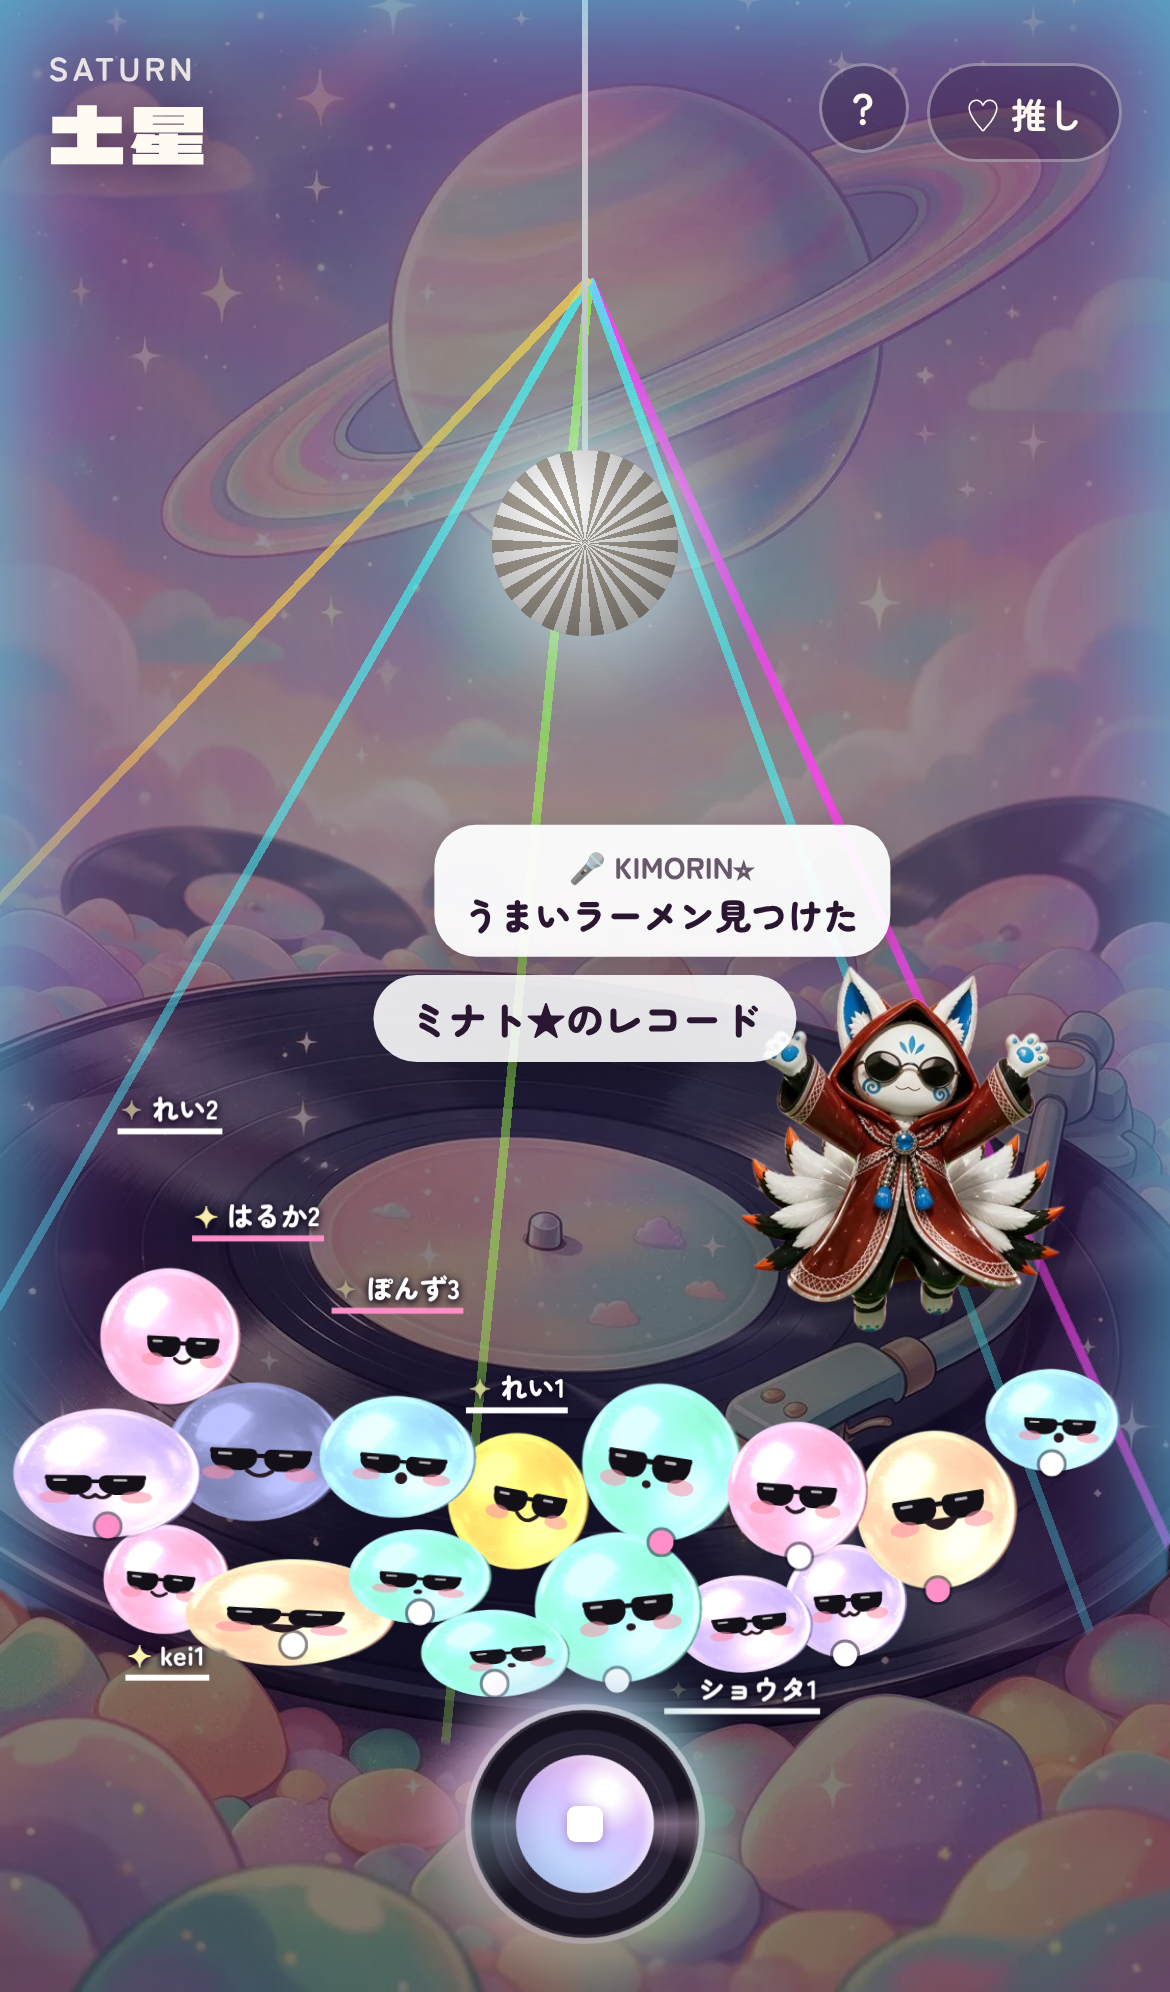 SATURN
土星
?
♡ 推し
🎤 KIMORIN★
うまいラーメン見つけた
ミナト★のレコード
れい2
はるか2
ぽんず3
れい1
kei1
ショウタ1